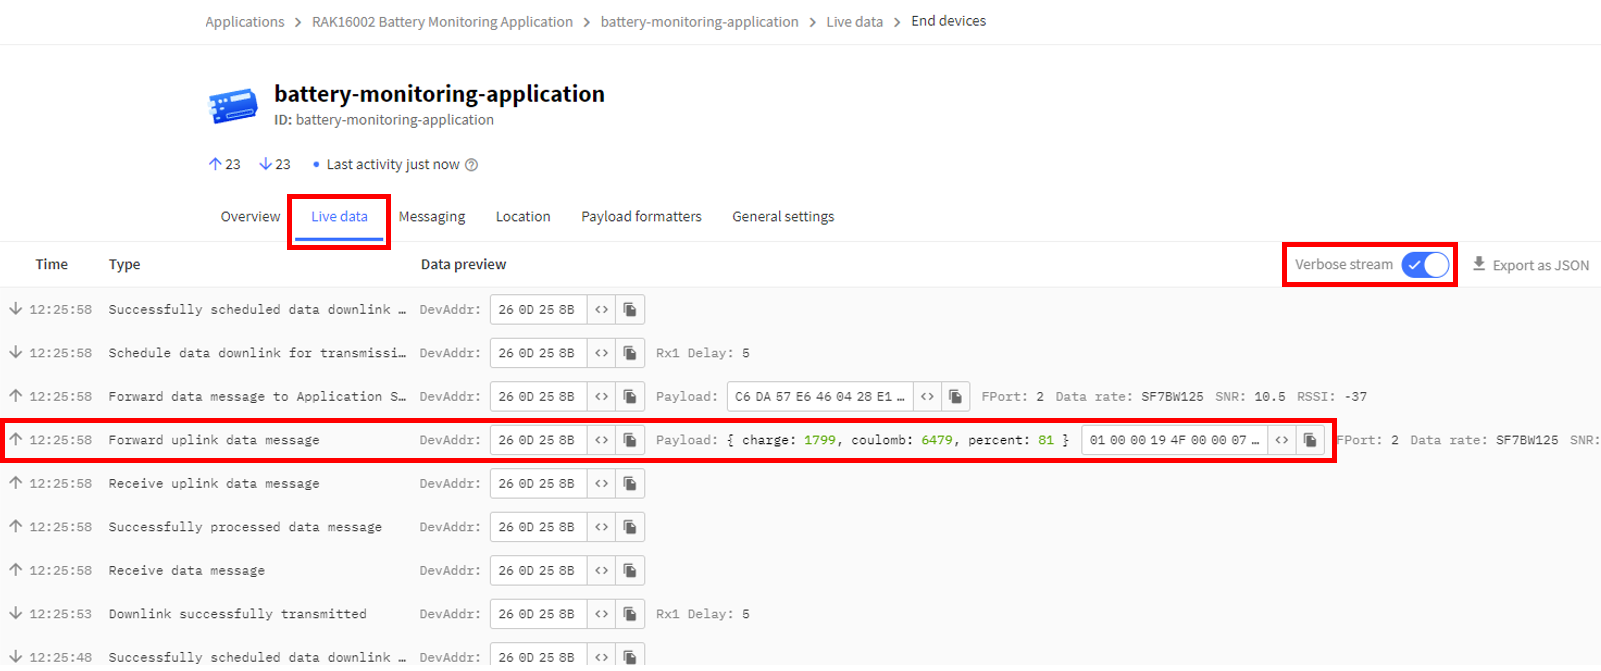 Applications > RAK16002 Battery Monitoring Application > battery-monitoring-application > Live data > End devices
battery-monitoring-application
ID: battery-monitoring-application
↑ 23 ↓ 23 • Last activity just now
Overview Live data Messaging Location Payload formatters General settings
Time Type Data preview Verbose stream Export as JSON
↓ 12:25:58 Successfully scheduled data downlink … DevAddr: 26 0D 25 8B <>
↓ 12:25:58 Schedule data downlink for transmissi… DevAddr: 26 0D 25 8B <> Rx1 Delay: 5
↑ 12:25:58 Forward data message to Application S… DevAddr: 26 0D 25 8B <> Payload: C6 DA 57 E6 46 04 28 E1 … <> FPort: 2 Data rate: SF7BW125 SNR: 10.5 RSSI: -37
↑ 12:25:58 Forward uplink data message DevAddr: 26 0D 25 8B <> Payload: { charge: 1799, coulomb: 6479, percent: 81 } 01 00 00 19 4F 00 00 07 … <> FPort: 2 Data rate: SF7BW125 SNR:
↑ 12:25:58 Receive uplink data message DevAddr: 26 0D 25 8B <>
↑ 12:25:58 Successfully processed data message DevAddr: 26 0D 25 8B <>
↑ 12:25:58 Receive data message DevAddr: 26 0D 25 8B <>
↓ 12:25:53 Downlink successfully transmitted DevAddr: 26 0D 25 8B <> Rx1 Delay: 5
↓ 12:25:48 Successfully scheduled data downlink … DevAddr: 26 0D 25 8B <>